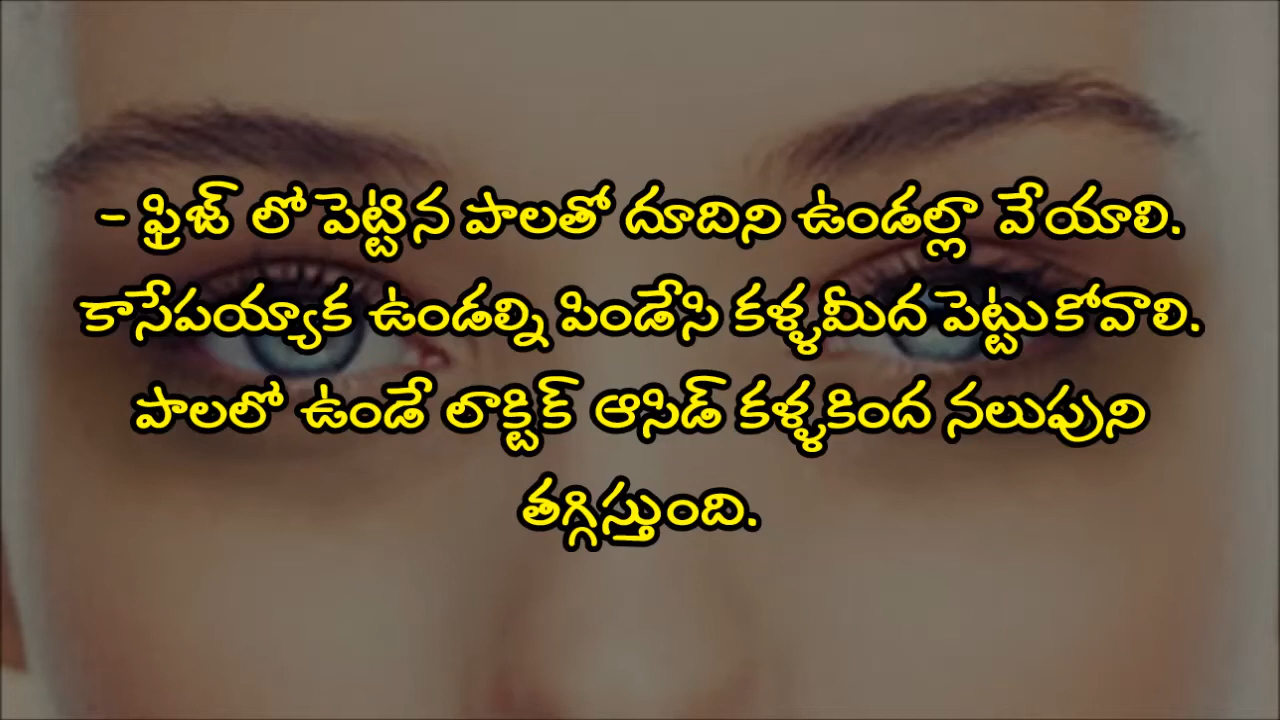 - ఫ్రిజ్ లో పెట్టిన పాలతో దూదిని ఉండల్లా వేయాలి.
కాసేపయ్యాక ఉండల్ని పిండేసి కళ్ళమీద పెట్టుకోవాలి.
పాలలో ఉండే లాక్టిక్ ఆసిడ్ కళ్ళకింద నలుపుని
తగ్గిస్తుంది.